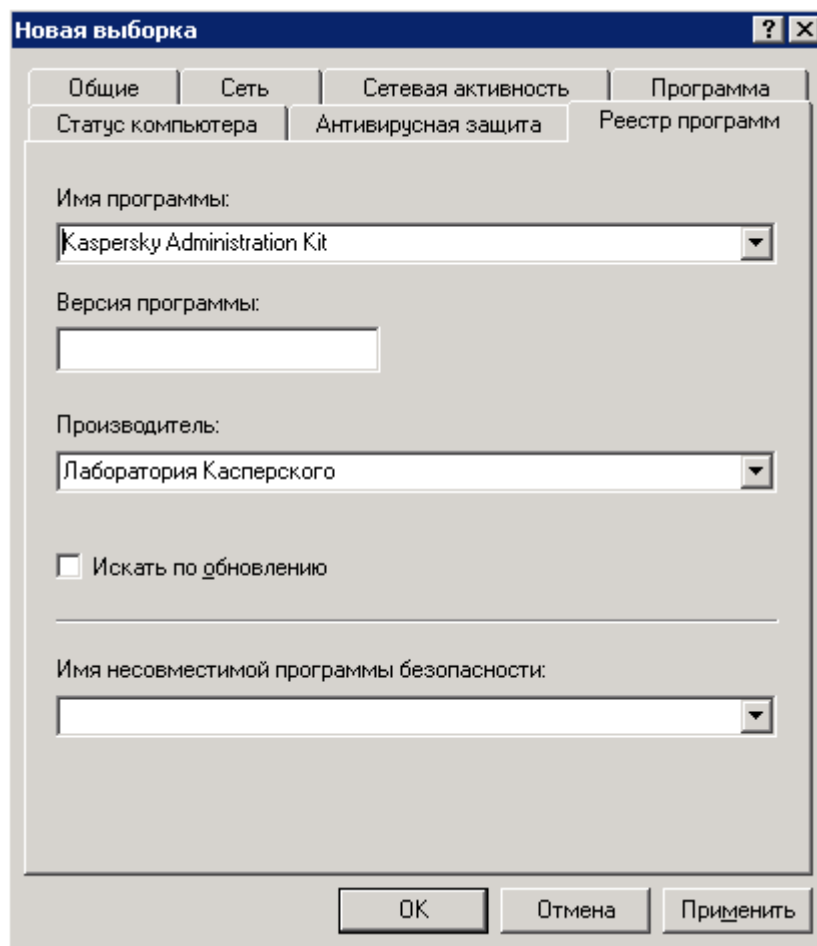 Новая выборка
Общие Сеть Сетевая активность Программа
Статус компьютера Антивирусная защита Реестр программ
Имя программы:
Kaspersky Administration Kit
Версия программы:
Производитель:
Лаборатория Касперского
Искать по обновлению
Имя несовместимой программы безопасности:
OK Отмена Применить